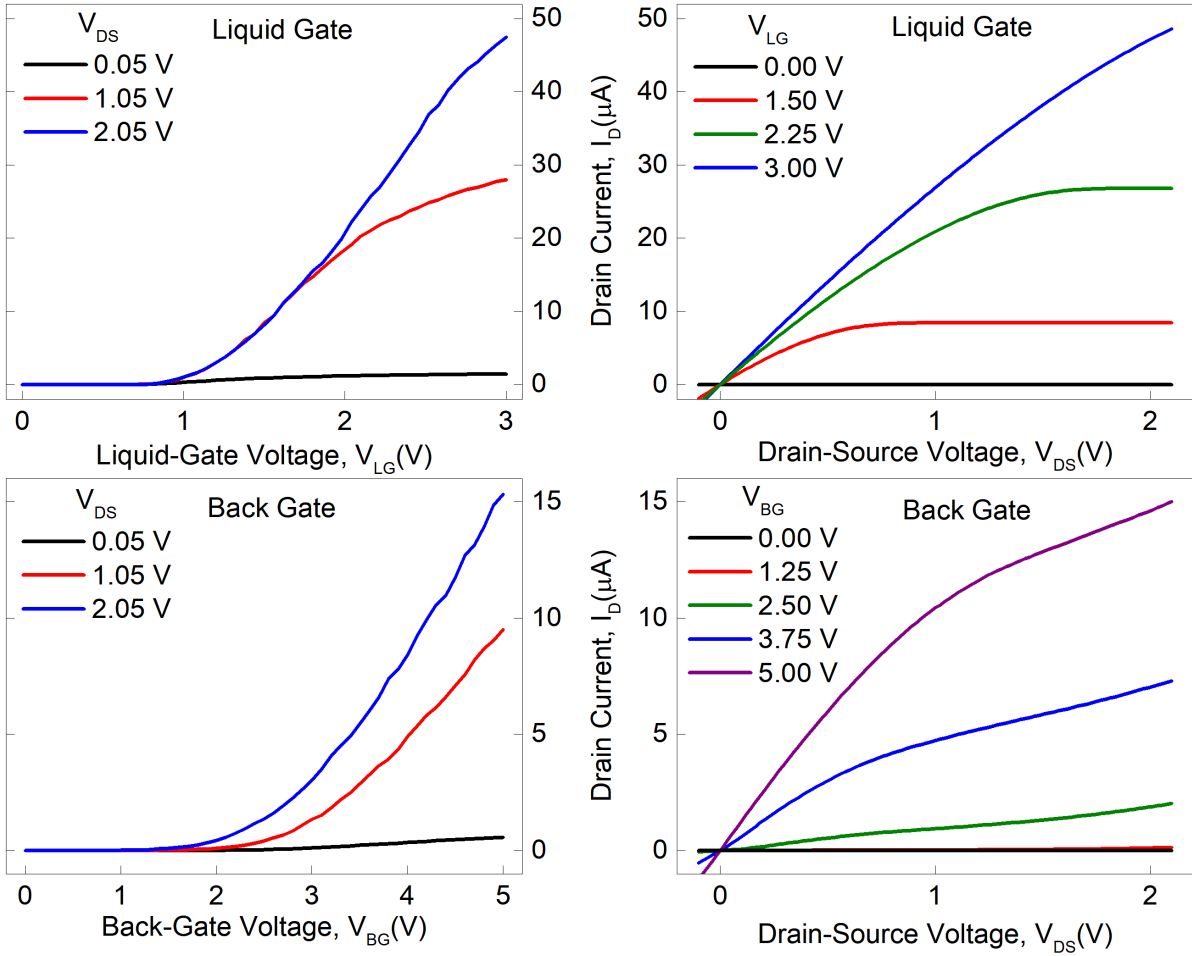 V_DS
Liquid Gate
0.05 V
1.05 V
2.05 V
50
40
30
20
10
0
0 1 2 3
Liquid-Gate Voltage, V_LG(V)
Drain Current, I_D(μA)
50
40
30
20
10
0
V_LG
Liquid Gate
0.00 V
1.50 V
2.25 V
3.00 V
0 1 2
Drain-Source Voltage, V_DS(V)
V_DS
Back Gate
0.05 V
1.05 V
2.05 V
15
10
5
0
0 1 2 3 4 5
Back-Gate Voltage, V_BG(V)
Drain Current, I_D(μA)
15
10
5
0
V_BG
Back Gate
0.00 V
1.25 V
2.50 V
3.75 V
5.00 V
0 1 2
Drain-Source Voltage, V_DS(V)